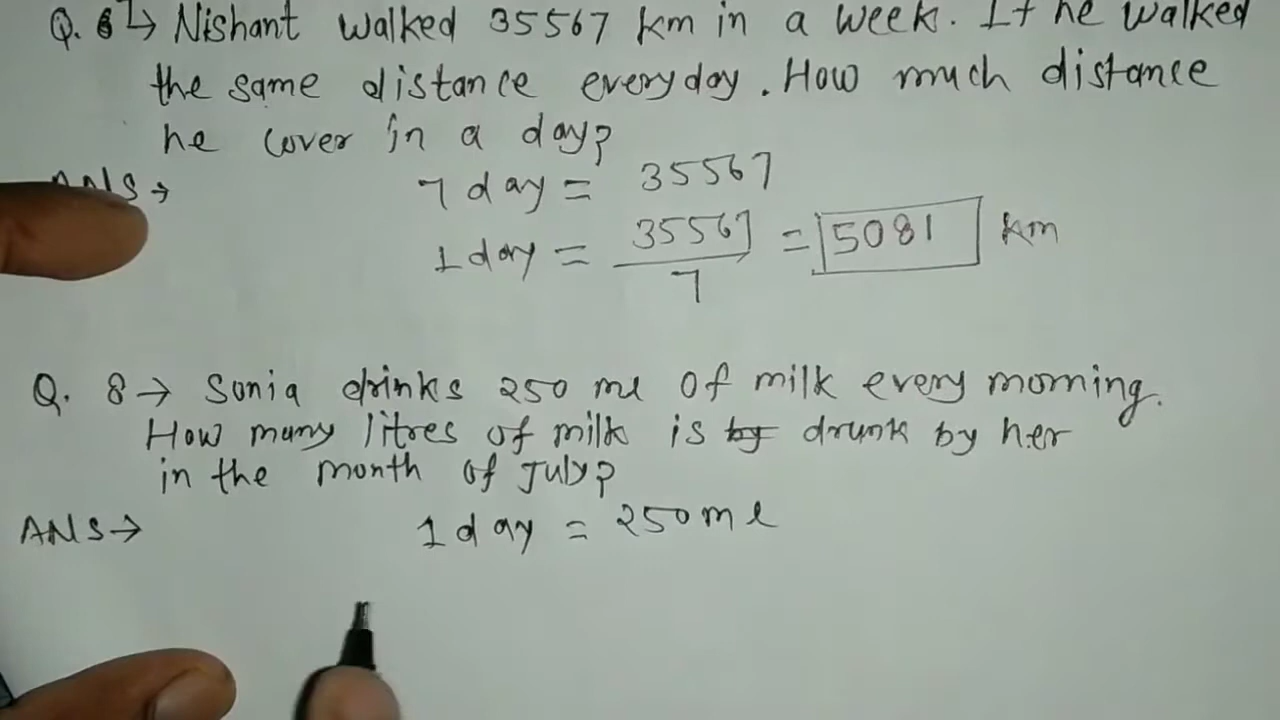 Q. 7→ Nishant walked 35567 km in a week. If he walked
the same distance everyday. How much distance
he cover in a day?
ANS→
7 day = 35567
1 day = 35567/7 = 5081 km
Q. 8→ Sonia drinks 250 ml of milk every morning.
How many litres of milk is by drunk by her
in the month of July?
ANS→ 1 day = 250 ml